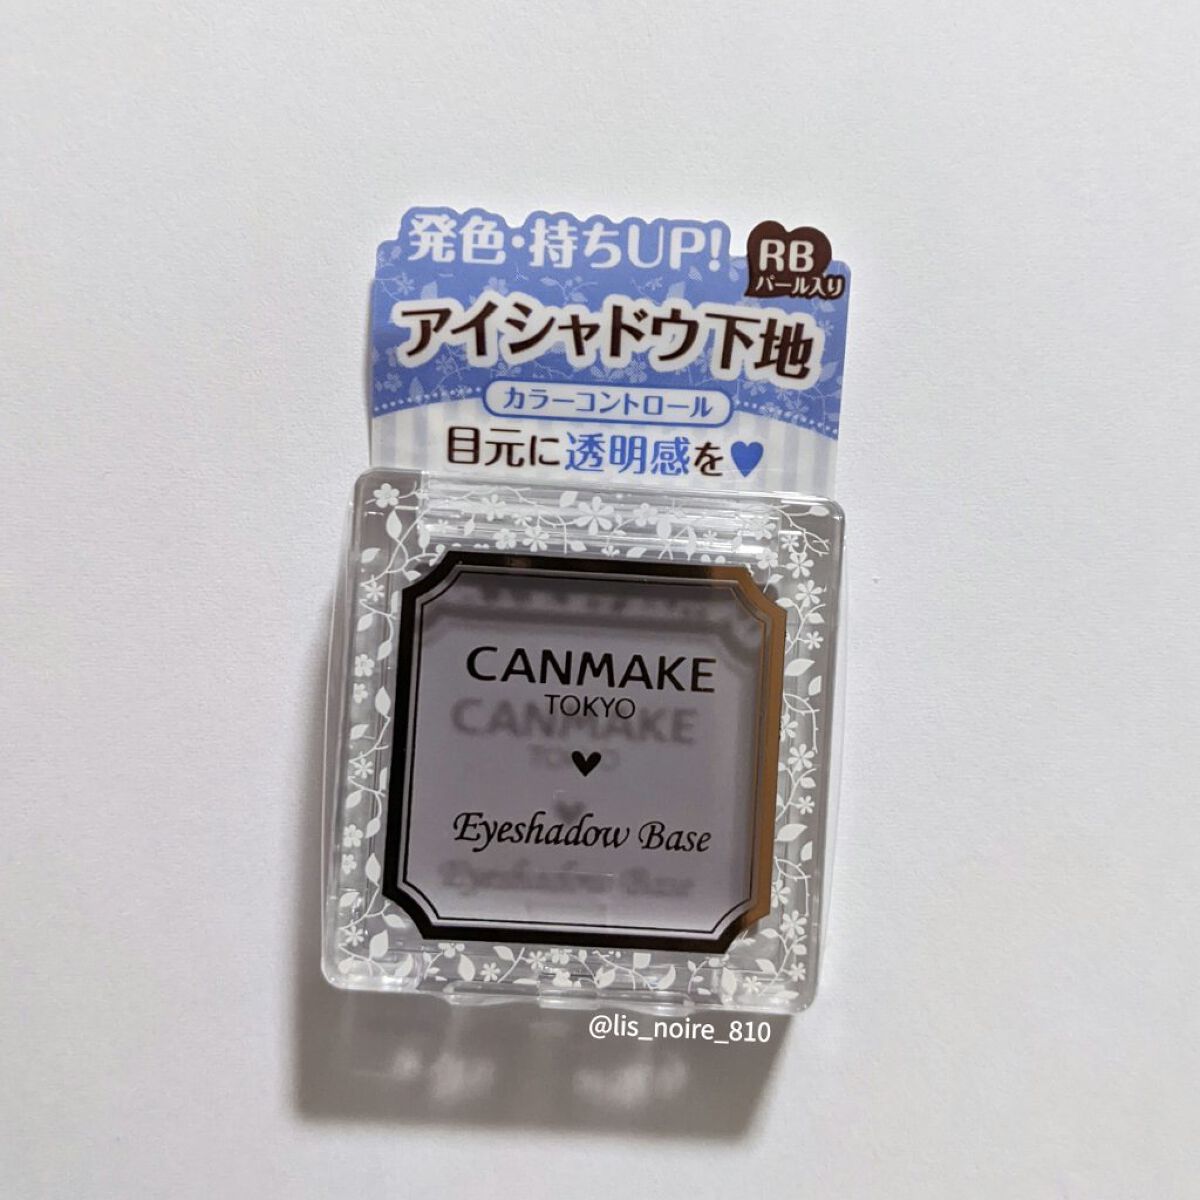 発色・持ちUP!
RB
パール入り
アイシャドウ下地
カラーコントロール
目元に透明感を♥
CANMAKE
TOKYO
♥
Eyeshadow Base
@lis_noire_810